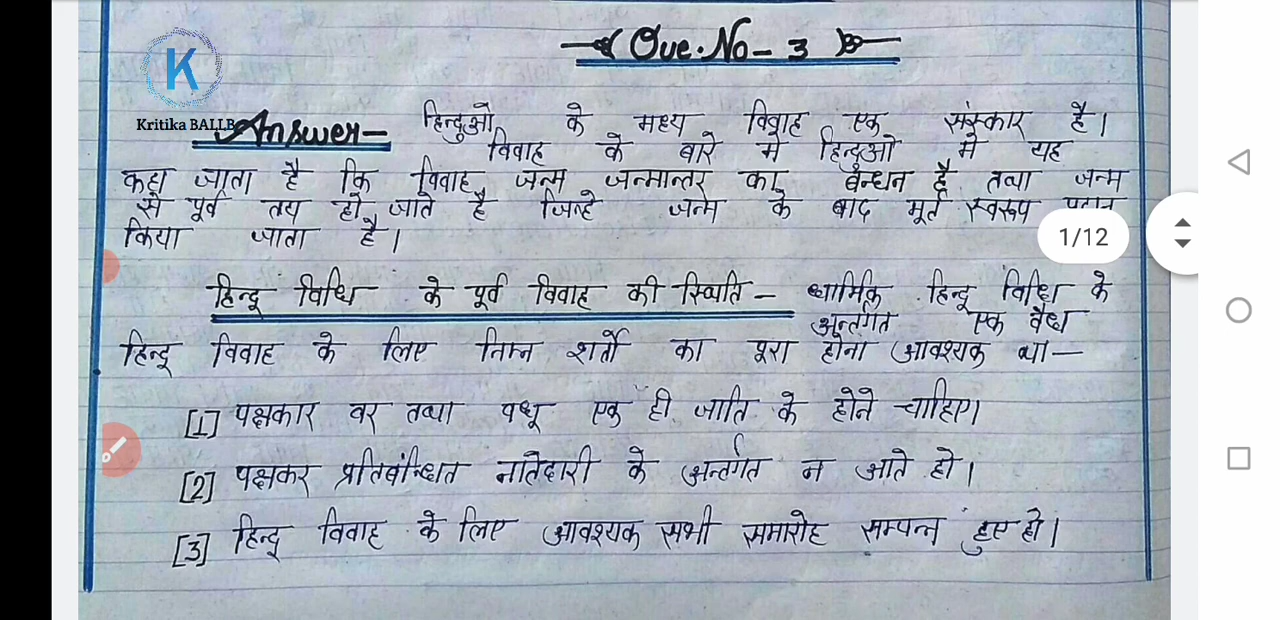 Que. No - 3
K
Kritika BALLB
Answer - हिन्दुओ के मध्य विवाह एक संस्कार है।
विवाह के बारे मे हिन्दुओ मे यह
कहा जाता है कि विवाह जन्म जन्मान्तर का बन्धन है तथा जन्म
से पूर्व तय हो जाते है जिन्हे जन्म के बाद मूर्त स्वरूप प्रदान
किया जाता है।
1/12
हिन्दू विधि के पूर्व विवाह की स्थिति - धार्मिक हिन्दू विधि के
अन्तर्गत एक वैध
हिन्दू विवाह के लिए निम्न शर्तो का पूरा होना आवश्यक था —
[1] पक्षकार वर तथा वधू एक ही जाति के होने चाहिए।
[2] पक्षकर प्रतिबंन्धित नातेदारी के अन्तर्गत न आते हो।
[3] हिन्दू विवाह के लिए आवश्यक सभी समारोह सम्पन्न हुए हो।